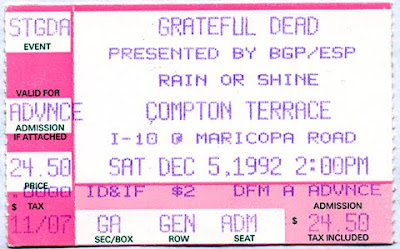 STGDA GRATEFUL DEAD
EVENT PRESENTED BY BGP/ESP
RAIN OR SHINE
VALID FOR
ADVNCE COMPTON TERRACE
ADMISSION
IF ATTACHED I-10 @ MARICOPA ROAD
24.50 SAT DEC 5,1992 2:00PM
PRICE
.0000 ID&IF $2 DFM A ADVNCE
$ TAX ADMISSION
11/07 GA GEN ADM $ 24.50
SEC/BOX ROW SEAT TAX INCLUDED